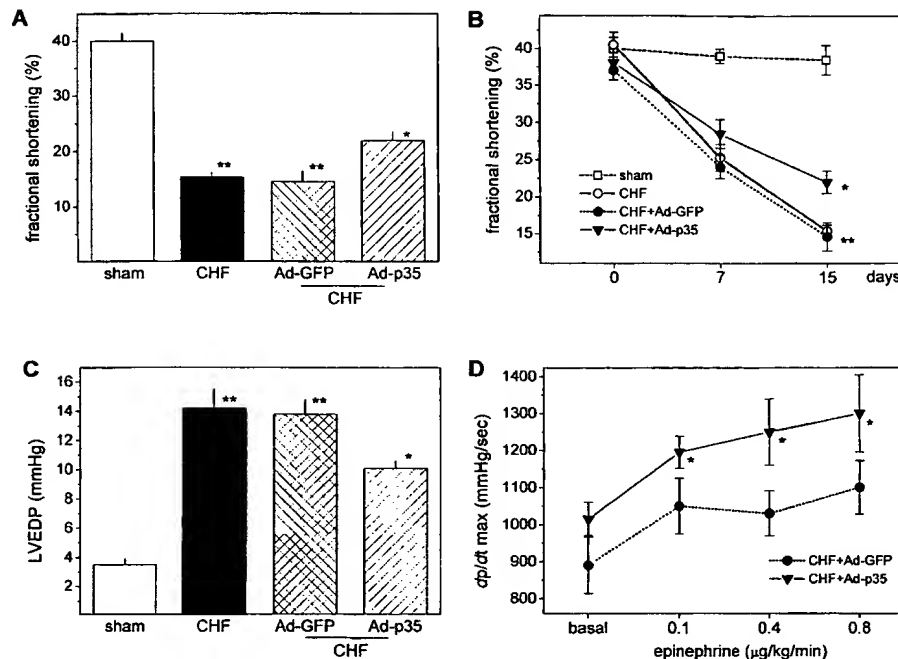 A
fractional shortening (%)
40
30
20
10
**
**
*
sham
CHF
Ad-GFP
Ad-p35
CHF
B
fractional shortening (%)
40
35
30
25
20
15
sham
CHF
CHF+Ad-GFP
CHF+Ad-p35
*
**
0
7
15
days
C
LVEDP (mmHg)
16
14
12
10
8
6
4
2
**
**
*
sham
CHF
Ad-GFP
Ad-p35
CHF
D
dp/dt max (mmHg/sec)
1400
1300
1200
1100
1000
900
800
*
*
*
CHF+Ad-GFP
CHF+Ad-p35
basal
0.1
0.4
0.8
epinephrine (µg/kg/min)